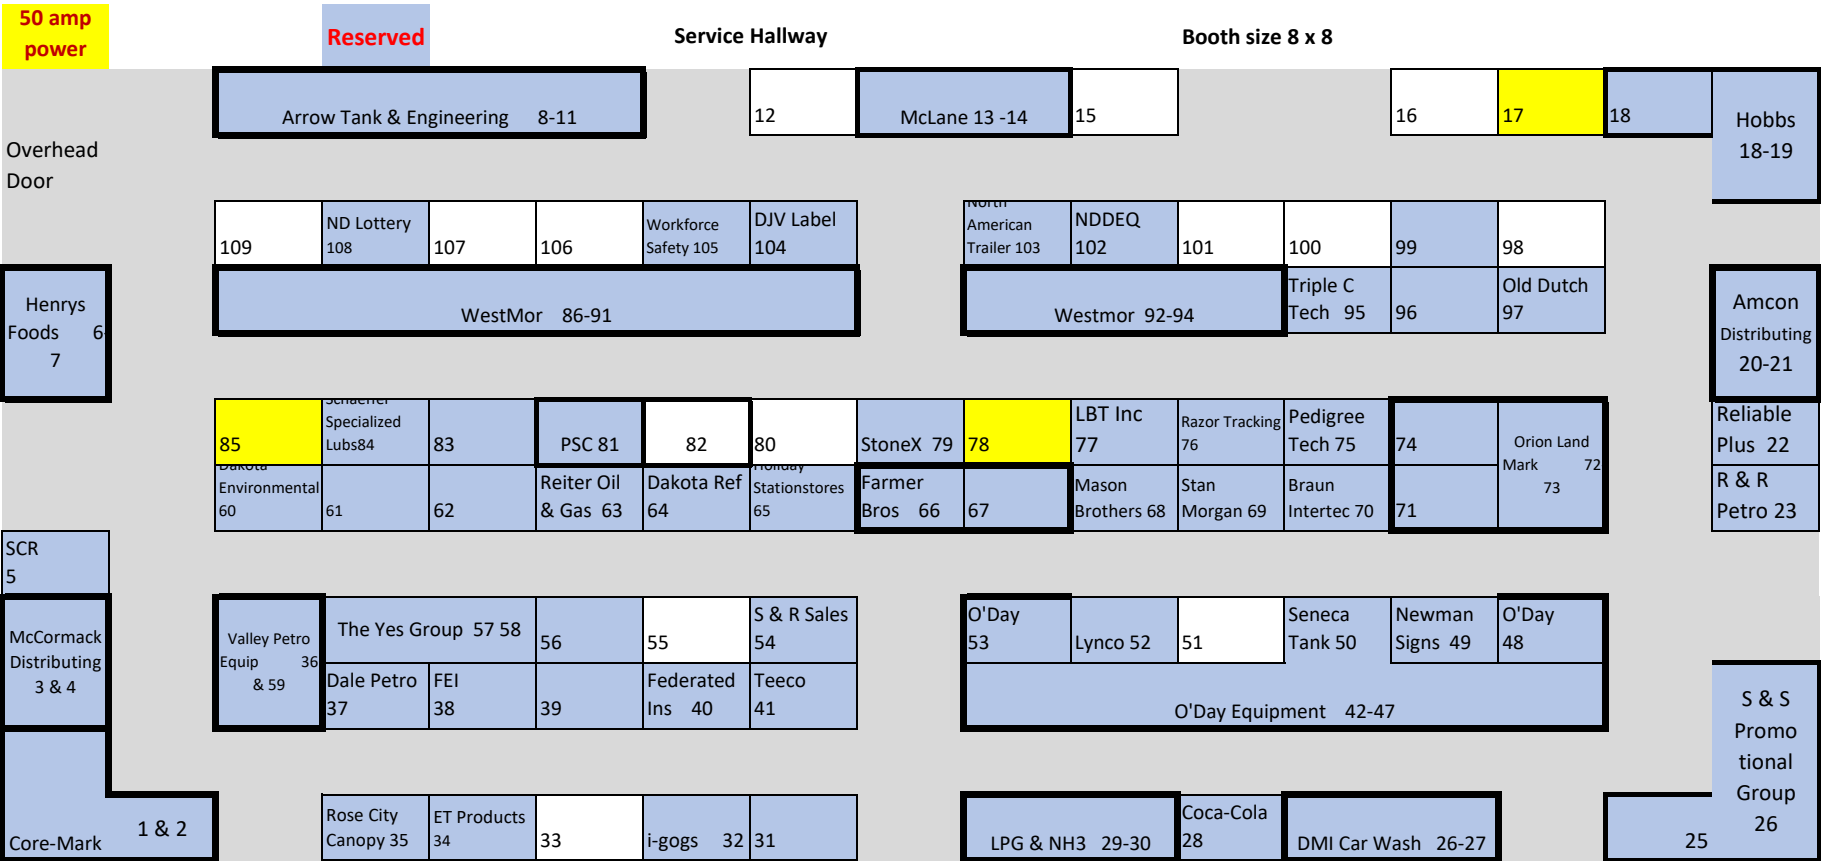 50 amp
power
Reserved
Service Hallway
Booth size 8 x 8
Arrow Tank & Engineering 8-11
12
McLane 13 -14
15
16
17
18
Hobbs
18-19
Overhead
Door
109
ND Lottery
108
107
106
Workforce
Safety 105
DJV Label
104
North
American
Trailer 103
NDDEQ
102
101
100
99
98
Henrys
Foods 6-
7
WestMor 86-91
Westmor 92-94
Triple C
Tech 95
96
Old Dutch
97
Amcon
Distributing
20-21
85
Schaeffer
Specialized
Lubs84
83
PSC 81
82
80
StoneX 79
78
LBT Inc
77
Razor Tracking
76
Pedigree
Tech 75
74
Orion Land
Mark 72
73
Reliable
Plus 22
Dakota
Environmental
60
61
62
Reiter Oil
& Gas 63
Dakota Ref
64
Holiday
Stationstores
65
Farmer
Bros 66
67
Mason
Brothers 68
Stan
Morgan 69
Braun
Intertec 70
71
R & R
Petro 23
SCR
5
McCormack
Distributing
3 & 4
Valley Petro
Equip 36
& 59
The Yes Group 57 58
56
55
S & R Sales
54
O'Day
53
Lynco 52
51
Seneca
Tank 50
Newman
Signs 49
O'Day
48
Dale Petro
37
FEI
38
39
Federated
Ins 40
Teeco
41
O'Day Equipment 42-47
S & S
Promo
tional
Group
26
Core-Mark
1 & 2
Rose City
Canopy 35
ET Products
34
33
i-gogs 32
31
LPG & NH3 29-30
Coca-Cola
28
DMI Car Wash 26-27
25